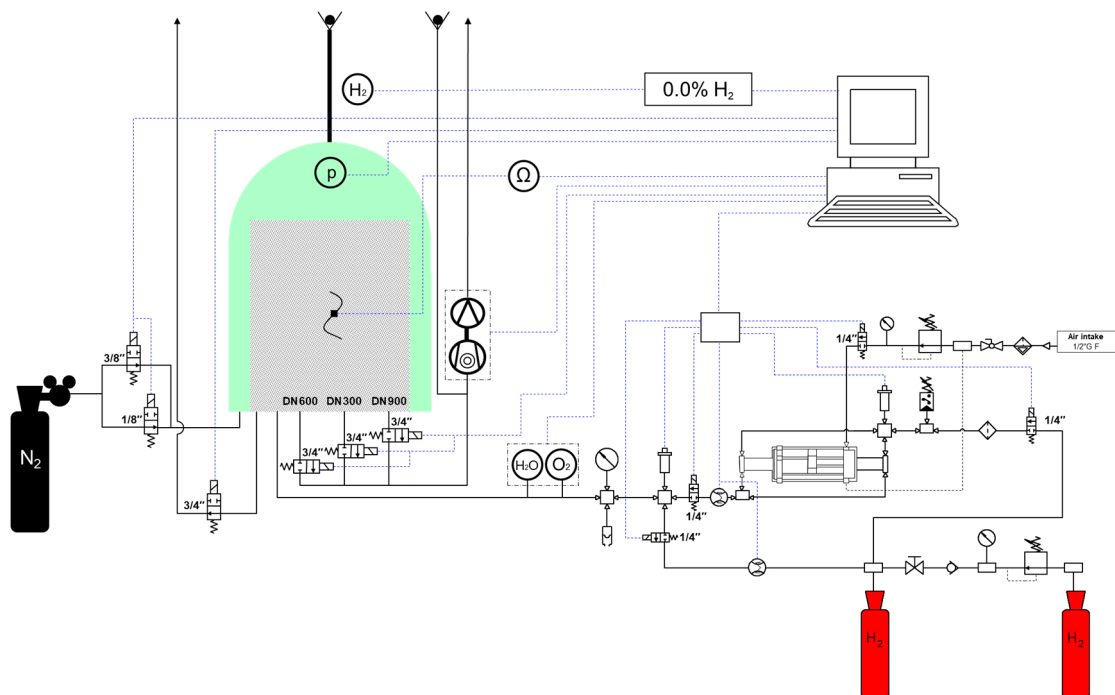 H₂
0.0% H₂
p
Ω
3/8″
1/8″
N₂
3/4″
DN600
DN300
DN900
3/4″
3/4″
3/4″
H₂O
O₂
1/4″
1/4″
1/4″
Air intake
1/2"G F
1/4″
H₂
H₂